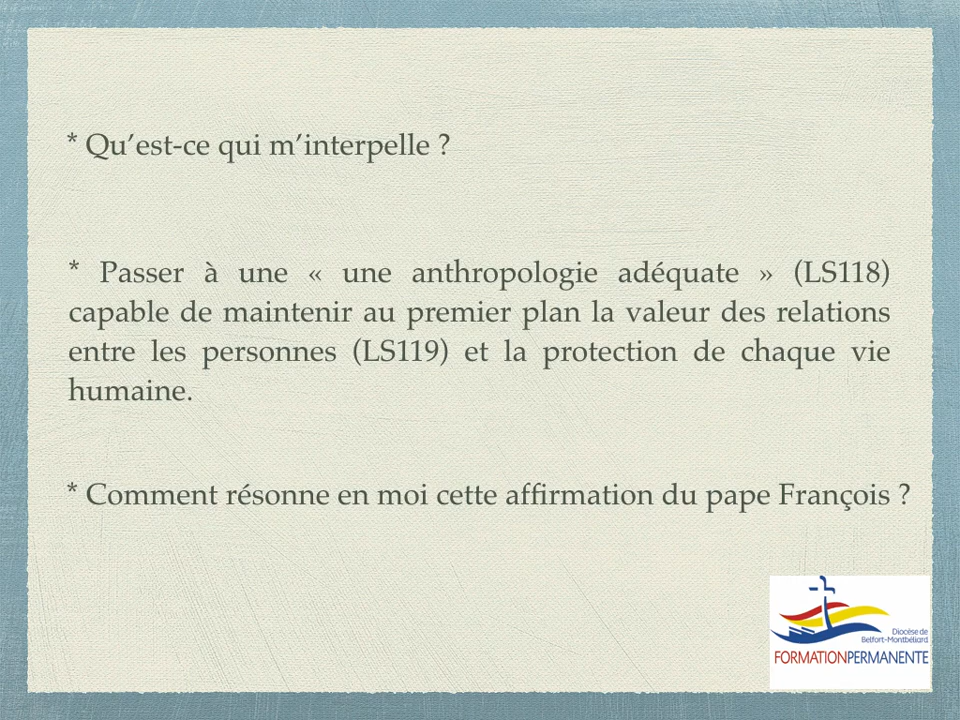 * Qu’est-ce qui m’interpelle ?
* Passer à une « une anthropologie adéquate » (LS118)
capable de maintenir au premier plan la valeur des relations
entre les personnes (LS119) et la protection de chaque vie
humaine.
* Comment résonne en moi cette affirmation du pape François ?
Diocèse de
Belfort-Montbéliard
FORMATIONPERMANENTE